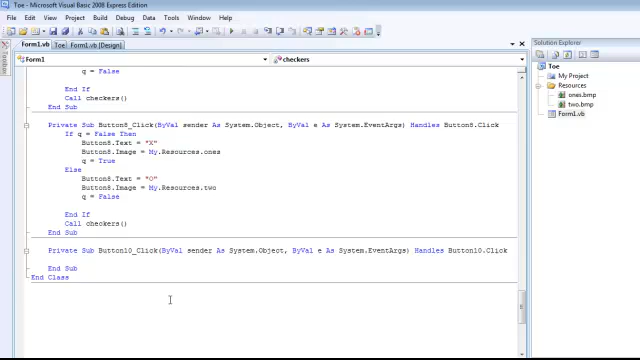 Toe - Microsoft Visual Basic 2008 Express Edition
File Edit View Project Build Debug Data Tools Window Help
Form1.vb Toe Form1.vb [Design]
Solution Explorer
Toolbox
Form1 checkers
Toe
My Project
Resources
ones.bmp
two.bmp
Form1.vb
q = False
End If
Call checkers()
End Sub
Private Sub Button8_Click(ByVal sender As System.Object, ByVal e As System.EventArgs) Handles Button8.Click
If q = False Then
Button8.Text = "X"
Button8.Image = My.Resources.ones
q = True
Else
Button8.Text = "O"
Button8.Image = My.Resources.two
q = False
End If
Call checkers()
End Sub
Private Sub Button10_Click(ByVal sender As System.Object, ByVal e As System.EventArgs) Handles Button10.Click
End Sub
End Class